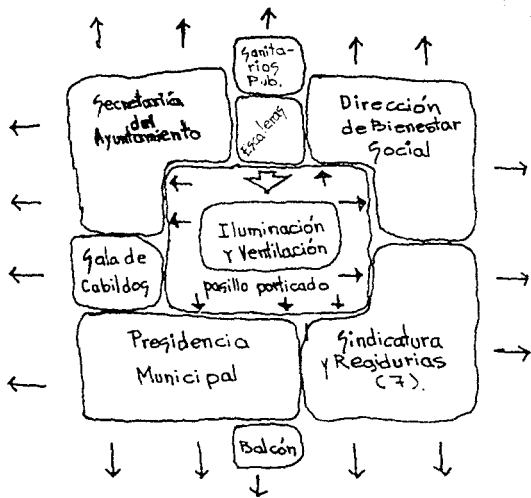 Sanita-
rios
Pub.
Secretaría
del
Ayuntamiento
Escaleras
Dirección
de Bienestar
Social
Iluminación
y Ventilación
pasillo porticado
Sala de
Cabildos
Presidencia
Municipal
Sindicatura
y Regidurias
(7).
Balcón